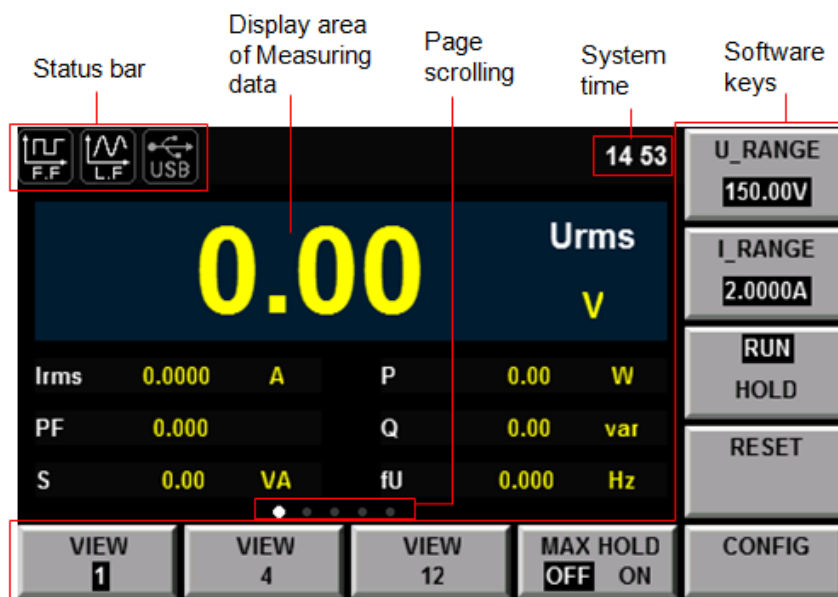 Status bar
Display area
of Measuring
data
Page
scrolling
System
time
Software
keys
F.F
L.F
USB
14 53
0.00
Urms
V
Irms 0.0000 A
P 0.00 W
PF 0.000
Q 0.00 var
S 0.00 VA
fU 0.000 Hz
U_RANGE
150.00V
I_RANGE
2.0000A
RUN
HOLD
RESET
VIEW
1
VIEW
4
VIEW
12
MAX HOLD
OFF ON
CONFIG